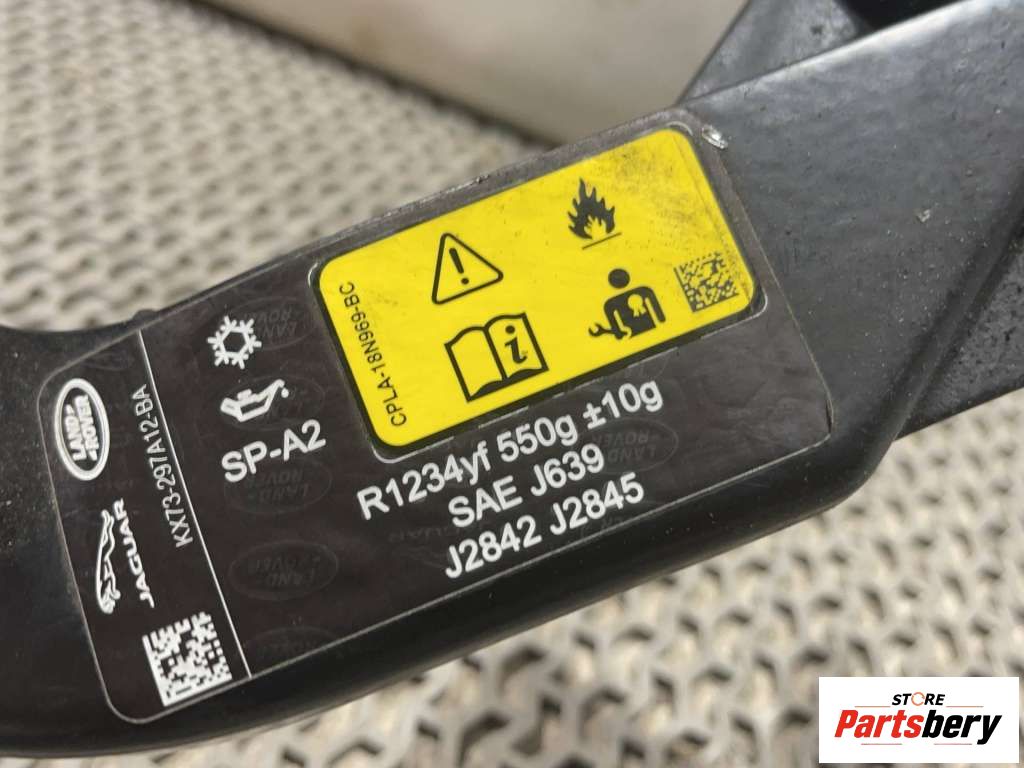 LAND-
ROVER
JAGUAR
KX73-297A12-BA
SP-A2
CPLA-18N969-BC
R1234yf 550g ±10g
SAE J639
J2842 J2845
STORE
Partsbery